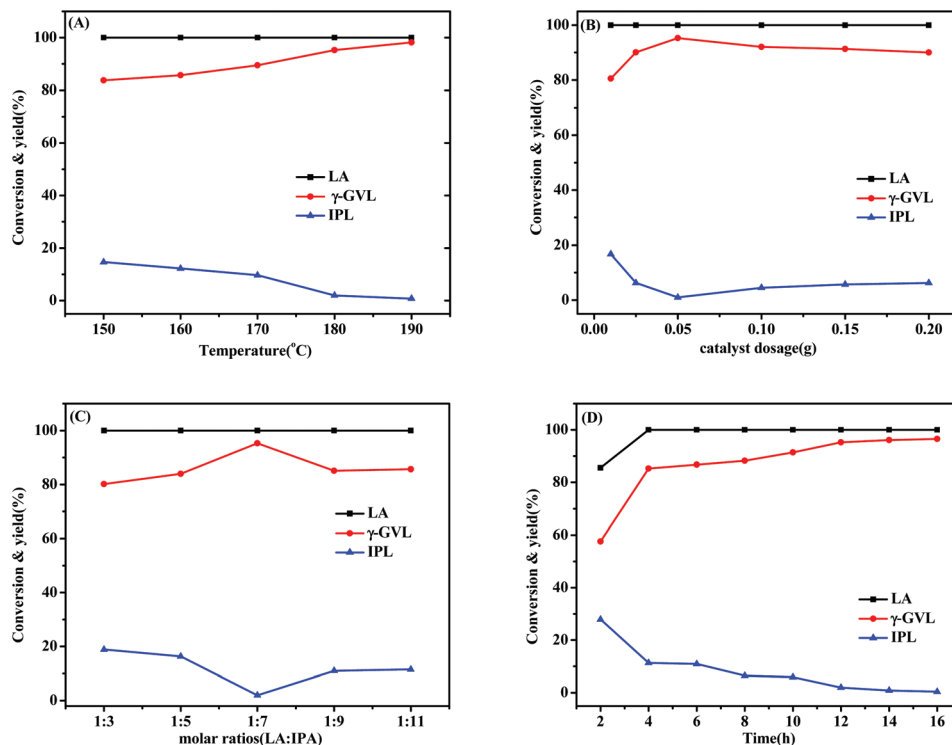 (A)
Conversion & yield(%)
100
80
60
40
20
0
LA
γ-GVL
IPL
150 160 170 180 190
Temperature(°C)
(B)
Conversion & yield(%)
100
80
60
40
20
0
LA
γ-GVL
IPL
0.00 0.05 0.10 0.15 0.20
catalyst dosage(g)
(C)
Conversion & yield(%)
100
80
60
40
20
0
LA
γ-GVL
IPL
1:3 1:5 1:7 1:9 1:11
molar ratios(LA:IPA)
(D)
Conversion & yield(%)
100
80
60
40
20
0
LA
γ-GVL
IPL
2 4 6 8 10 12 14 16
Time(h)